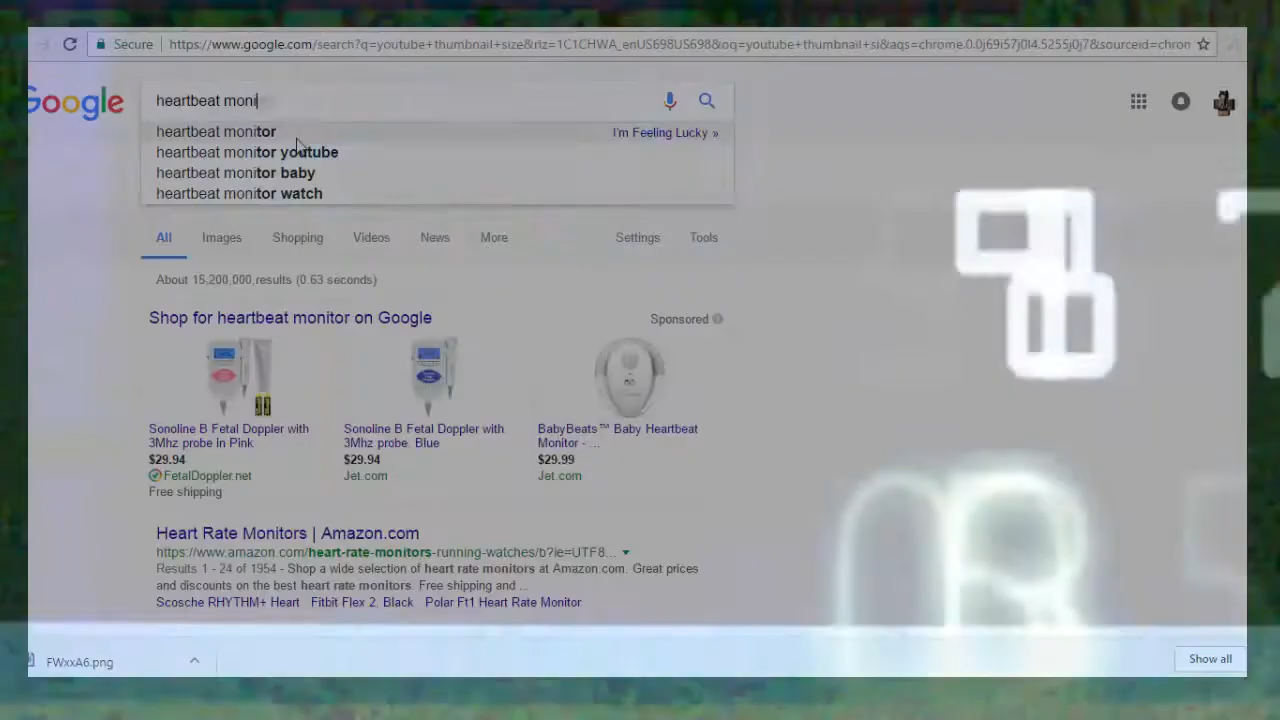 Secure https://www.google.com/search?q=youtube+thumbnail+size&rlz=1C1CHWA_enUS698US698&oq=youtube+thumbnail+si&aqs=chrome.0.0j69i57j0l4.5255j0j7&sourceid=chrom
Google heartbeat moni
heartbeat monitor I'm Feeling Lucky »
heartbeat monitor youtube
heartbeat monitor baby
heartbeat monitor watch
All Images Shopping Videos News More Settings Tools
About 15,200,000 results (0.63 seconds)
Shop for heartbeat monitor on Google Sponsored
Sonoline B Fetal Doppler with
3Mhz probe in Pink
$29.94
FetalDoppler.net
Free shipping
Sonoline B Fetal Doppler with
3Mhz probe. Blue
$29.94
Jet.com
BabyBeats™ Baby Heartbeat
Monitor - ...
$29.99
Jet.com
Heart Rate Monitors | Amazon.com
https://www.amazon.com/heart-rate-monitors-running-watches/b?ie=UTF8...
Results 1 - 24 of 1954 - Shop a wide selection of heart rate monitors at Amazon.com. Great prices
and discounts on the best heart rate monitors. Free shipping and ...
Scosche RHYTHM+ Heart Fitbit Flex 2, Black Polar Ft1 Heart Rate Monitor
FWxxA6.png Show all